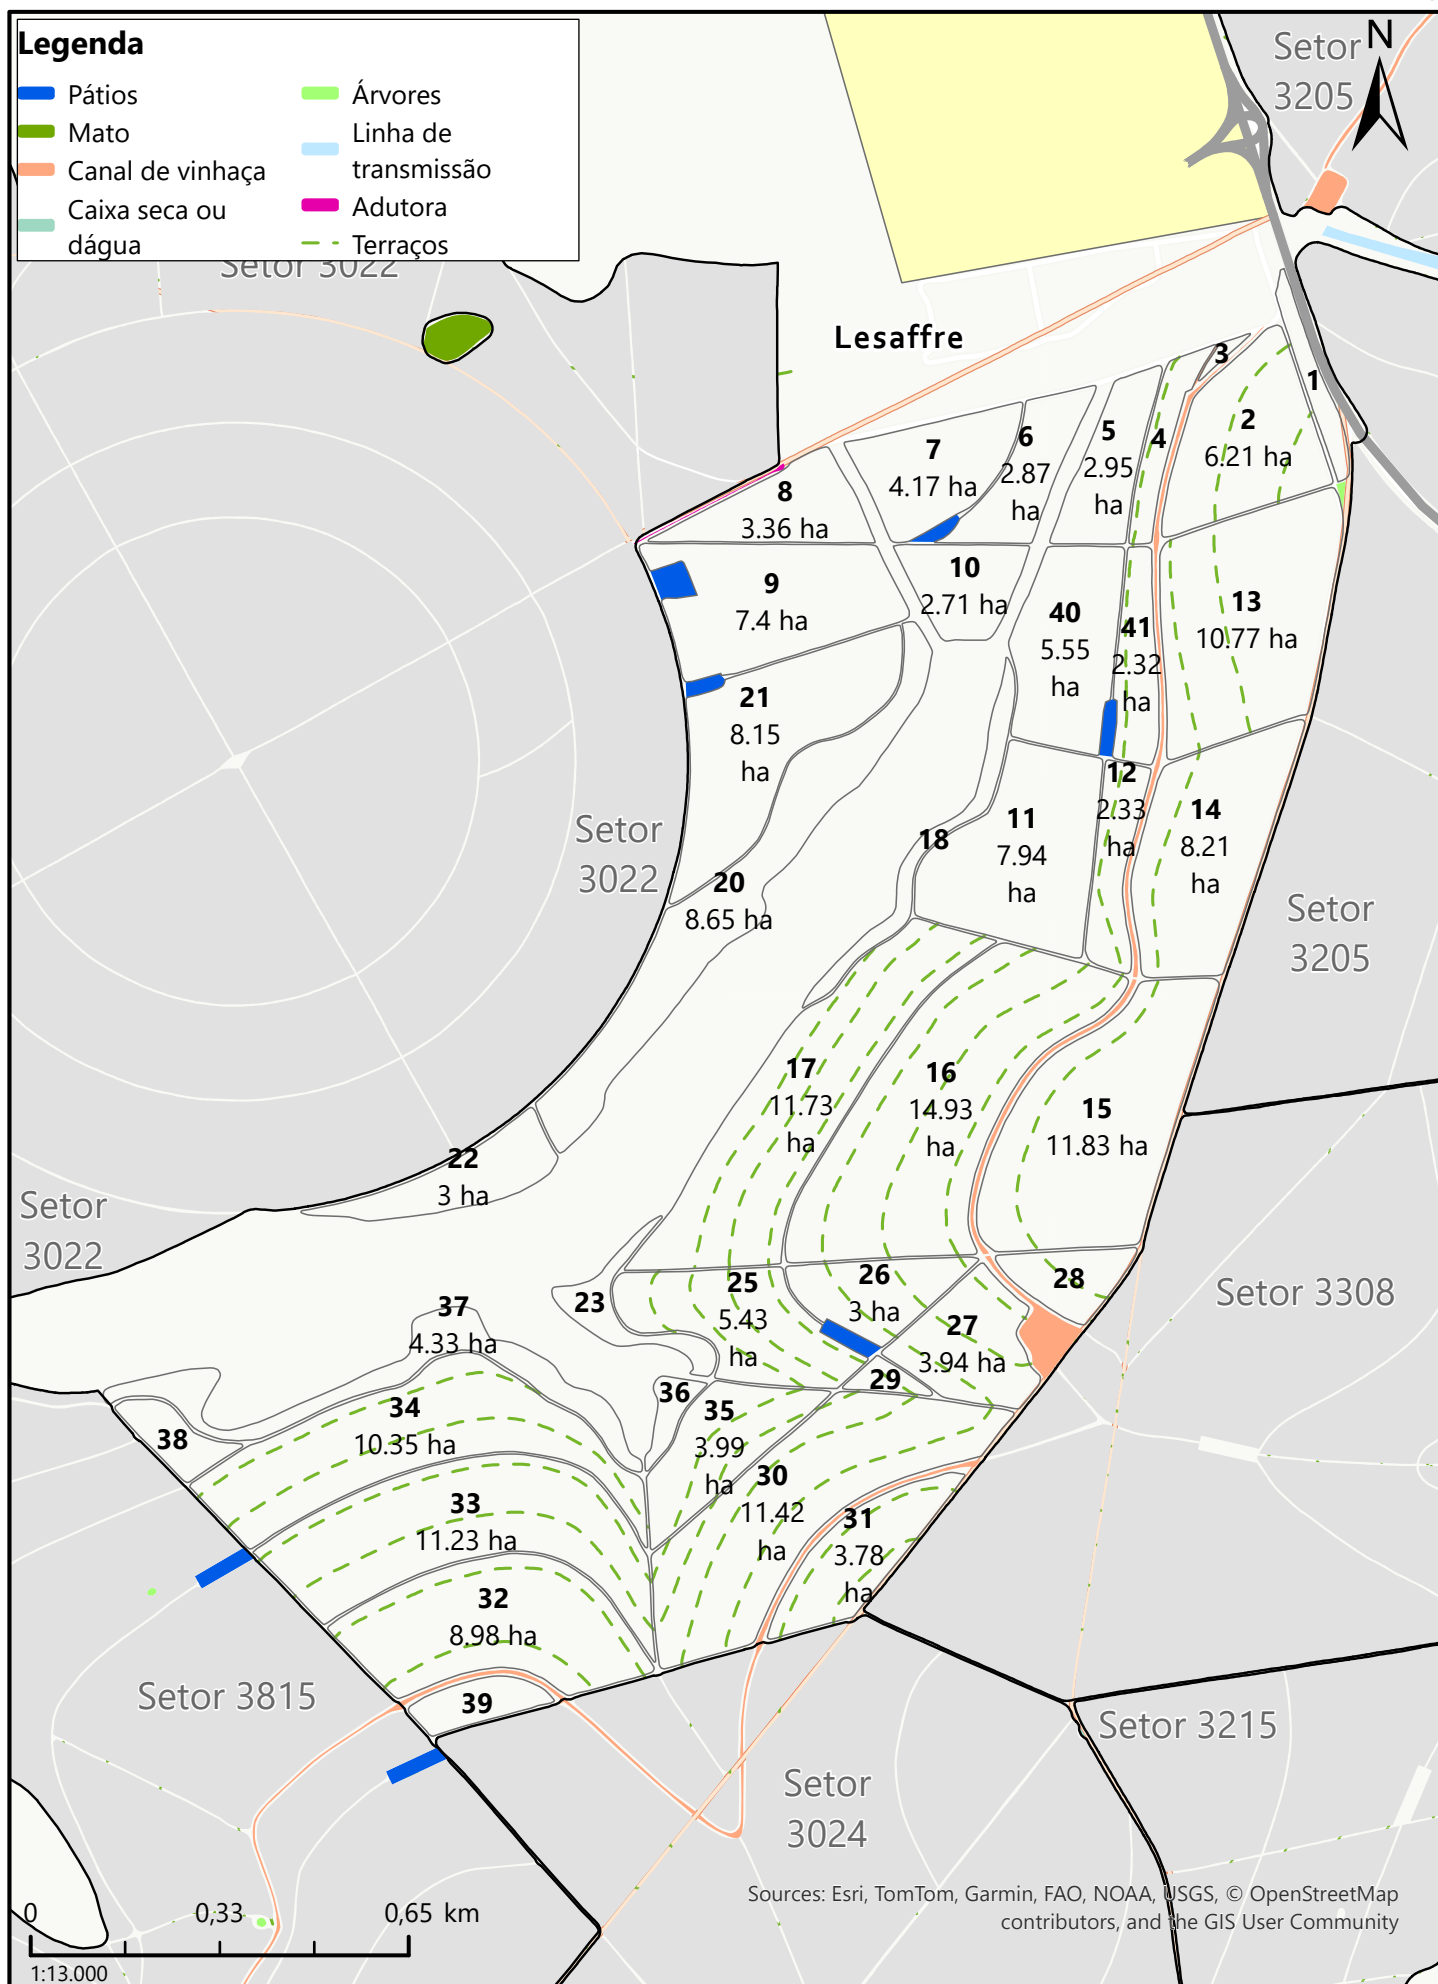 Legenda
Pátios
Mato
Canal de vinhaça
Caixa seca ou
dágua
Árvores
Linha de
transmissão
Adutora
Terraços
N
Setor
3205
Setor 3022
Lesaffre
3
1
2
6.21 ha
4
5
2.95
ha
6
2.87
ha
7
4.17 ha
8
3.36 ha
9
7.4 ha
10
2.71 ha
40
5.55
ha
41
2.32
ha
13
10.77 ha
21
8.15
ha
12
2.33
ha
14
8.21
ha
11
7.94
ha
18
Setor
3022
20
8.65 ha
Setor
3205
17
11.73
ha
16
14.93
ha
15
11.83 ha
22
3 ha
Setor
3022
23
25
5.43
ha
26
3 ha
28
27
3.94 ha
Setor 3308
37
4.33 ha
29
36
34
10.35 ha
35
3.99
ha
38
30
11.42
ha
33
11.23 ha
31
3.78
ha
32
8.98 ha
39
Setor 3815
Setor 3215
Setor
3024
Sources: Esri, TomTom, Garmin, FAO, NOAA, USGS, © OpenStreetMap
contributors, and the GIS User Community
0 0,33 0,65 km
1:13.000